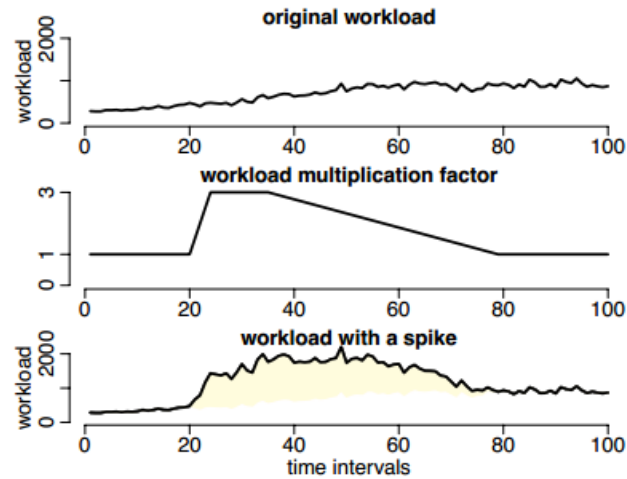 original workload
workload
2000
0
0 20 40 60 80 100
workload multiplication factor
3
1
0
0 20 40 60 80 100
workload with a spike
workload
2000
0
0 20 40 60 80 100
time intervals